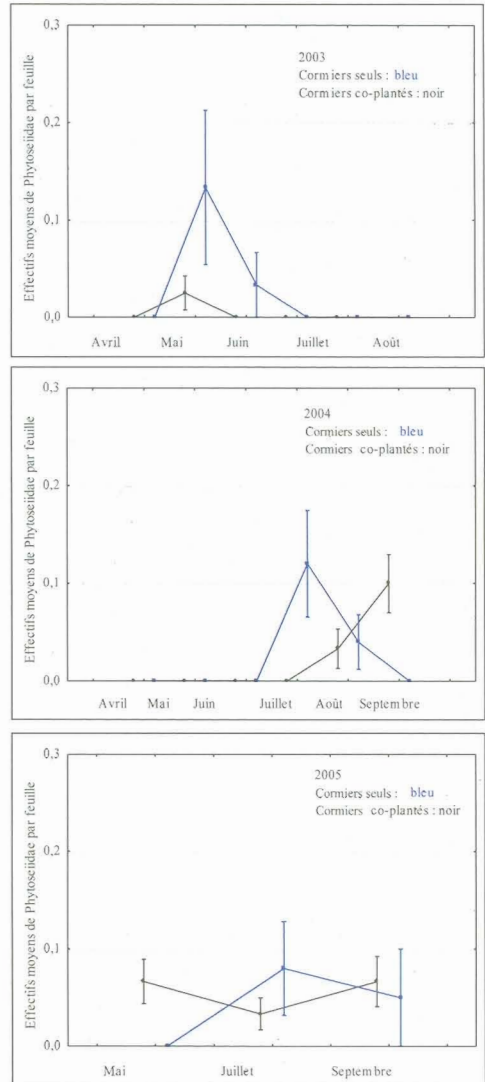 Effectifs moyens de Phytoseiidae par feuille
0,3
0,2
0,1
0,0
2003
Cormiers seuls : bleu
Cormiers co-plantés : noir
Avril Mai Juin Juillet Août
Effectifs moyens de Phytoseiidae par feuille
0,3
0,2
0,1
0,0
2004
Cormiers seuls : bleu
Cormiers co-plantés : noir
Avril Mai Juin Juillet Août Septembre
Effectifs moyens de Phytoseiidae par feuille
0,3
0,2
0,1
0,0
2005
Cormiers seuls : bleu
Cormiers co-plantés : noir
Mai Juillet Septembre